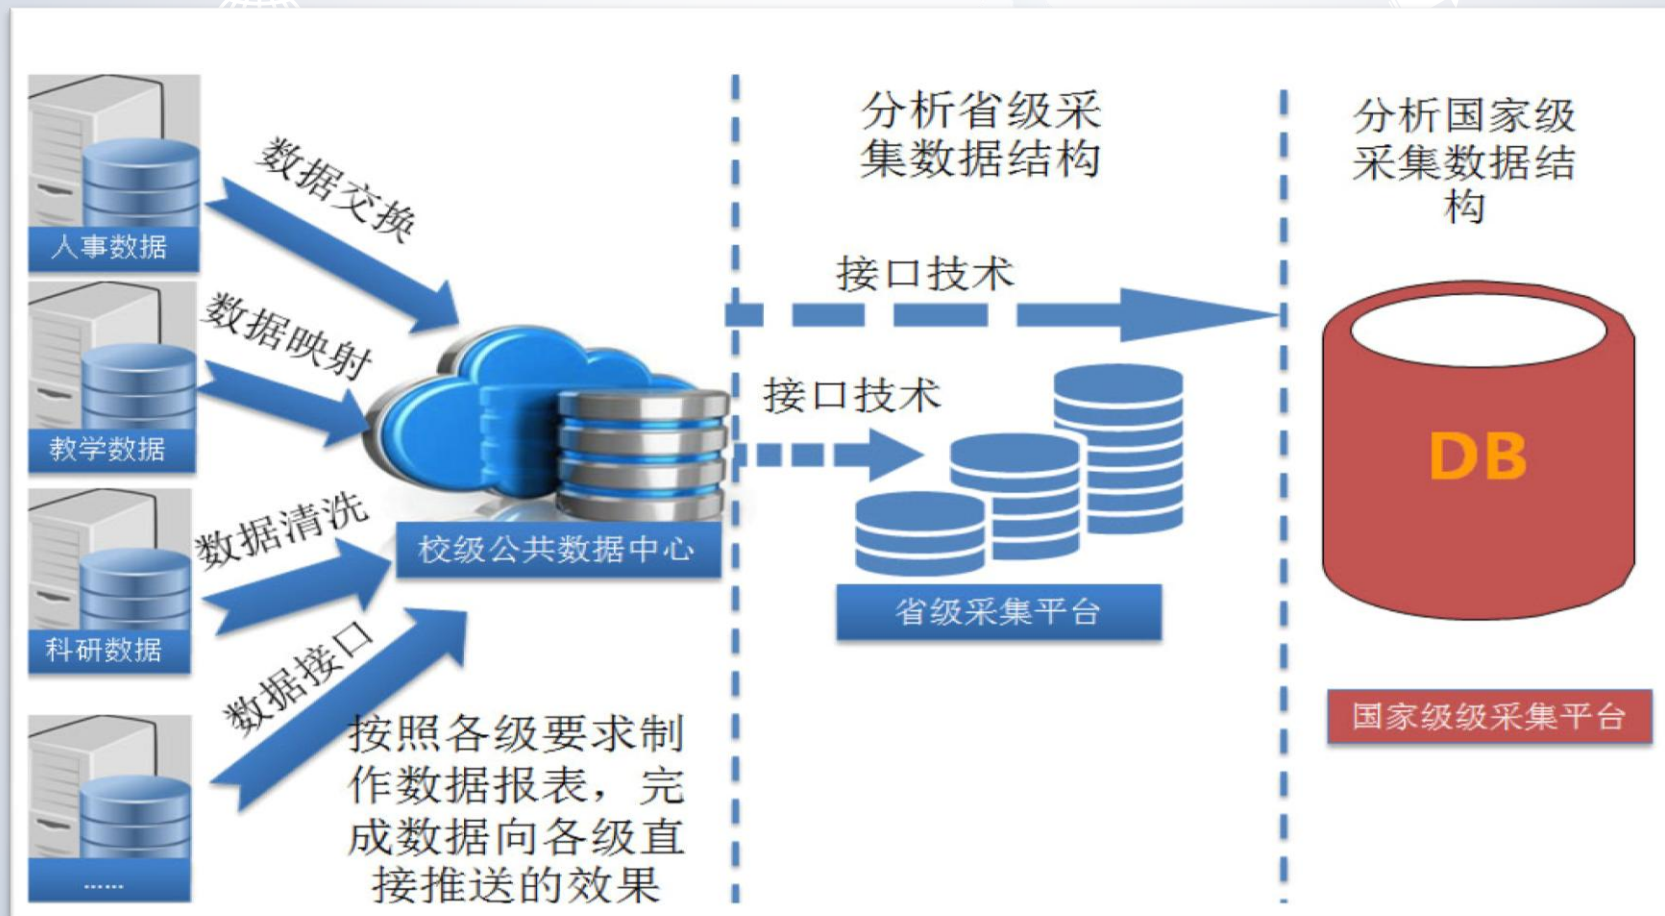 人事数据
教学数据
科研数据
……
数据交换
数据映射
数据清洗
数据接口
校级公共数据中心
按照各级要求制
作数据报表，完
成数据向各级直
接推送的效果
分析省级采
集数据结构
接口技术
接口技术
省级采集平台
分析国家级
采集数据结
构
DB
国家级级采集平台